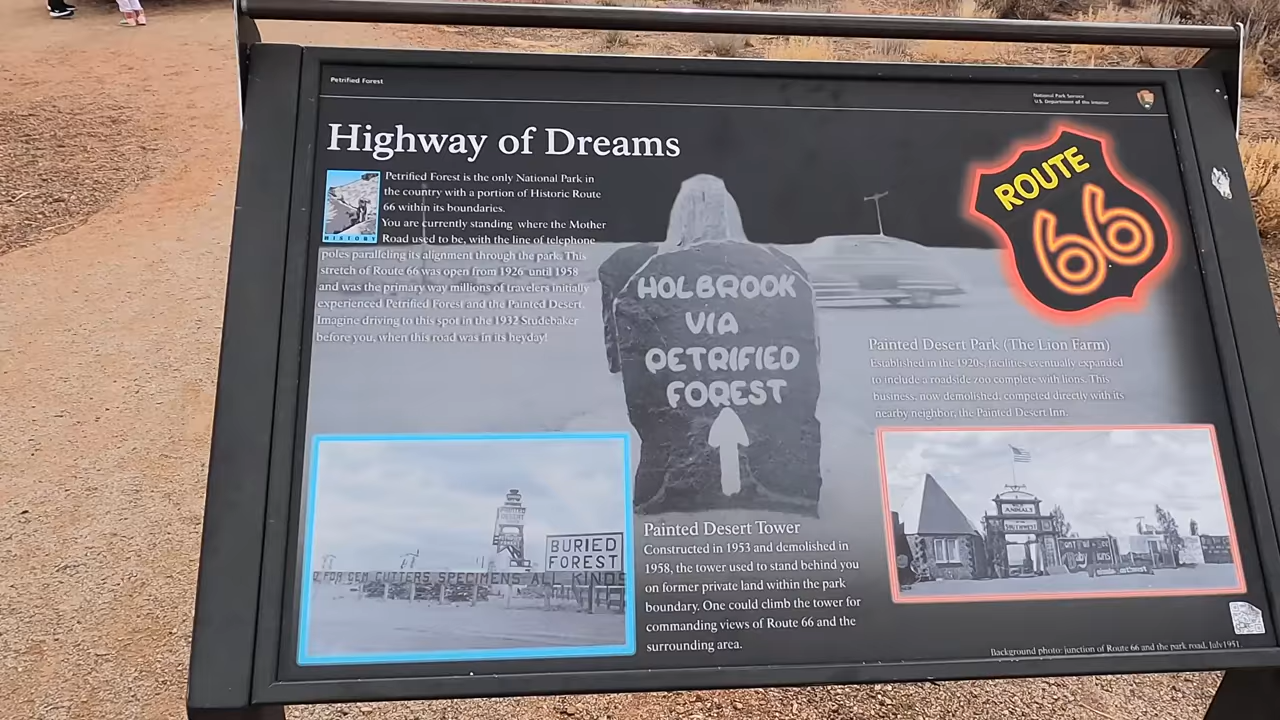 Petrified Forest
National Park Service
U.S. Department of the Interior
Highway of Dreams
HISTORY
Petrified Forest is the only National Park in
the country with a portion of Historic Route
66 within its boundaries.
You are currently standing where the Mother
Road used to be, with the line of telephone
poles paralleling its alignment through the park. This
stretch of Route 66 was open from 1926 until 1958
and was the primary way millions of travelers initially
experienced Petrified Forest and the Painted Desert.
Imagine driving to this spot in the 1932 Studebaker
before you, when this road was in its heyday!
HOLBROOK
VIA
PETRIFIED
FOREST
ROUTE
66
Painted Desert Park (The Lion Farm)
Established in the 1920s, facilities eventually expanded
to include a roadside zoo complete with lions. This
business, now demolished, competed directly with its
nearby neighbor, the Painted Desert Inn.
PAINTED
DESERT
BURIED
FOREST
FOR GEM CUTTERS SPECIMENS ALL KINDS
Painted Desert Tower
Constructed in 1953 and demolished in
1958, the tower used to stand behind you
on former private land within the park
boundary. One could climb the tower for
commanding views of Route 66 and the
surrounding area.
ANIMALS
Background photo: junction of Route 66 and the park road, July 1951.